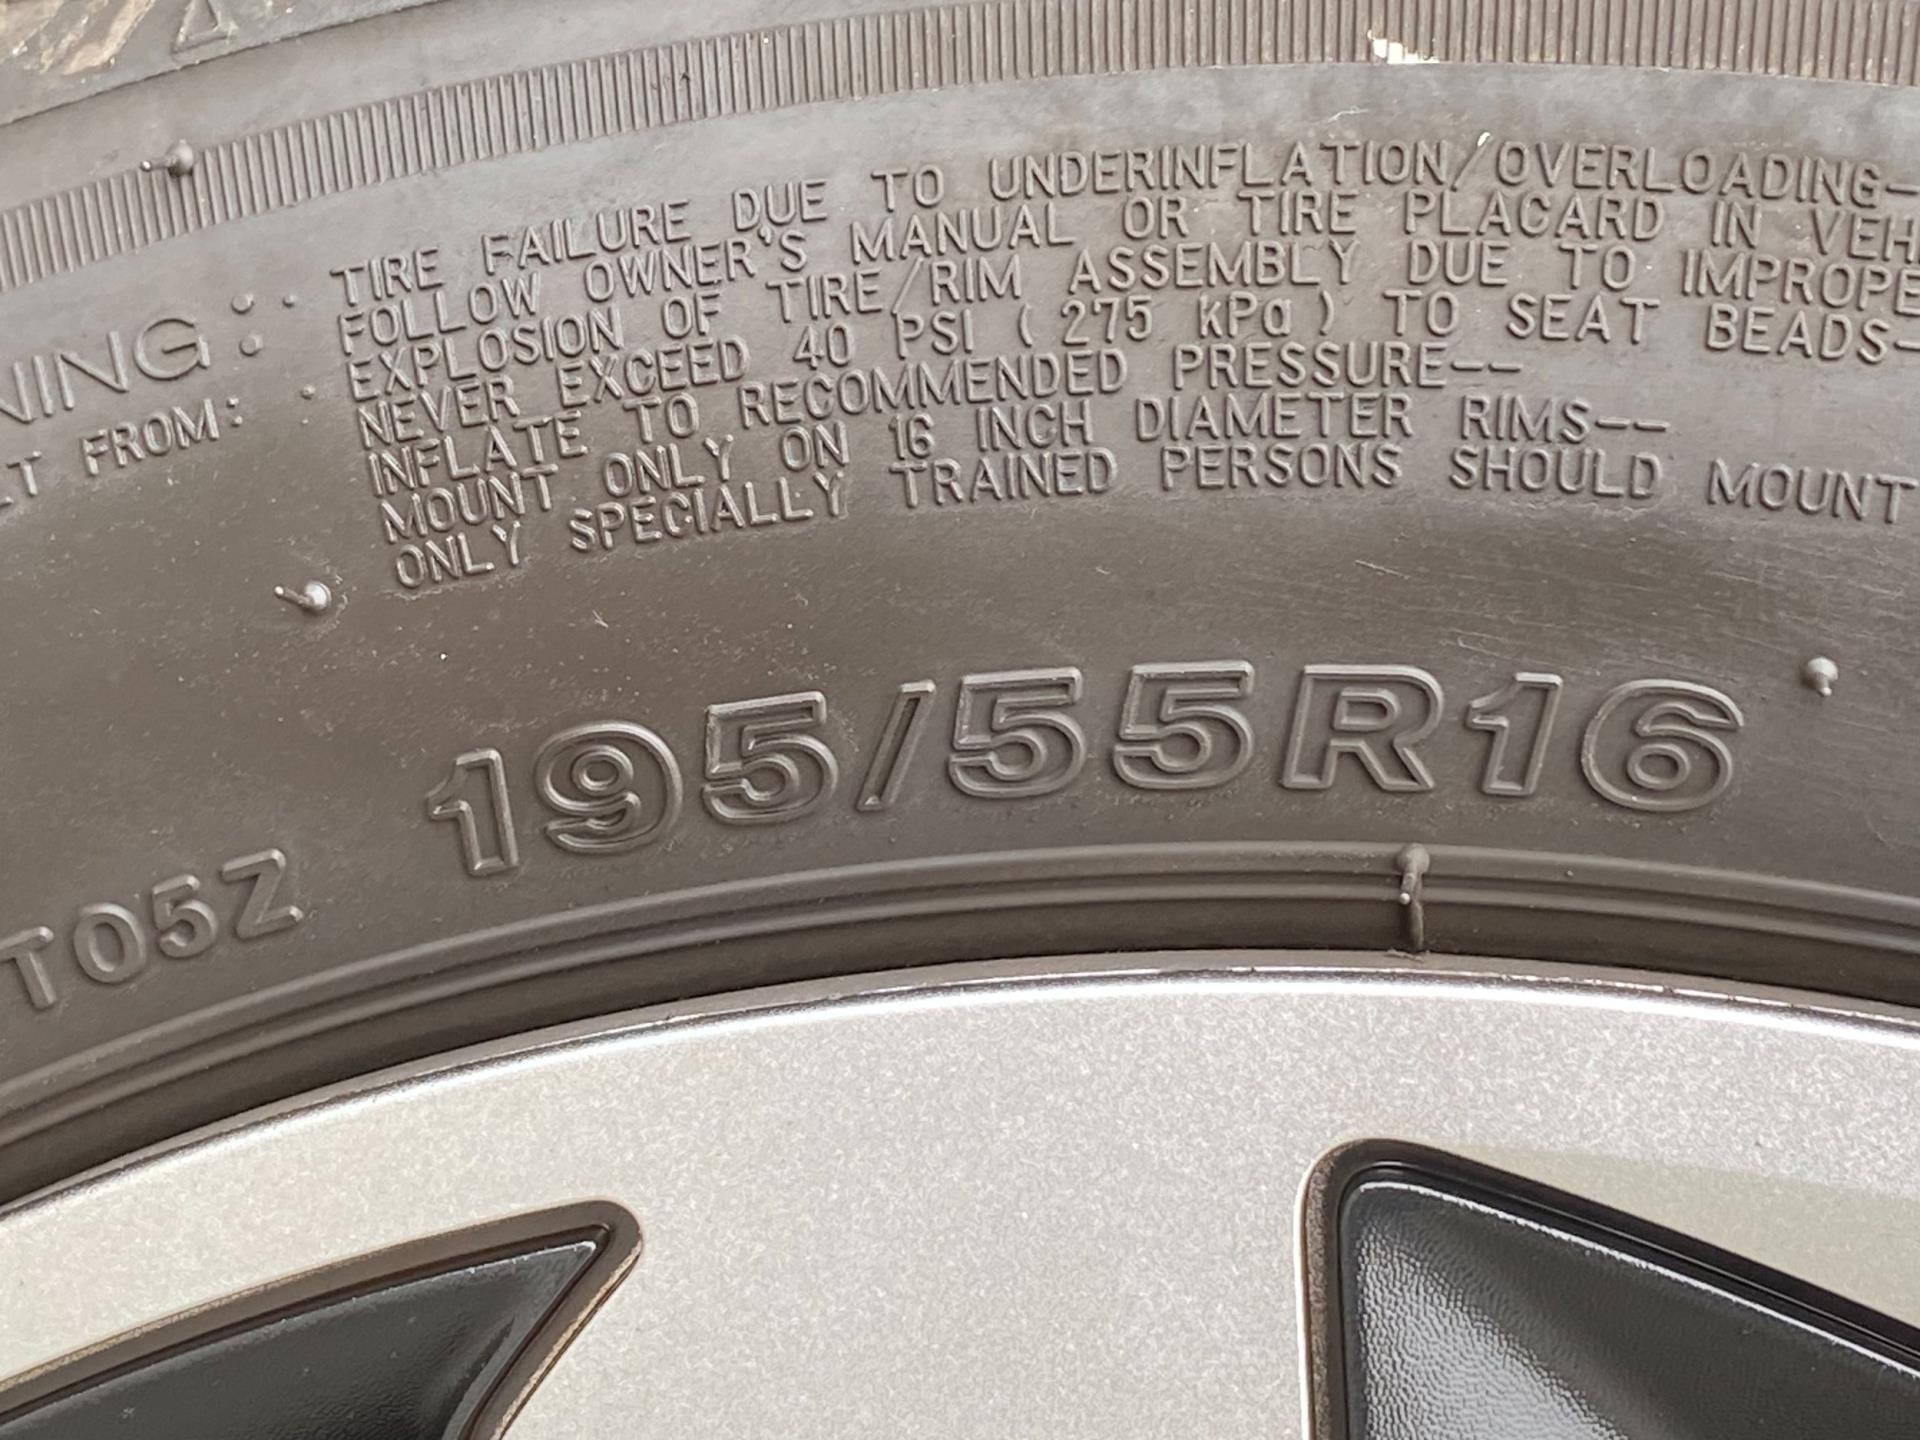 NING:
LT FROM:
TIRE FAILURE DUE TO UNDERINFLATION/OVERLOADING-
FOLLOW OWNER'S MANUAL OR TIRE PLACARD IN VEH
EXPLOSION OF TIRE/RIM ASSEMBLY DUE TO IMPROPE
NEVER EXCEED 40 PSI (275 kPa) TO SEAT BEADS-
INFLATE TO RECOMMENDED PRESSURE--
MOUNT ONLY ON 16 INCH DIAMETER RIMS--
ONLY SPECIALLY TRAINED PERSONS SHOULD MOUNT
195/55R16
T05Z